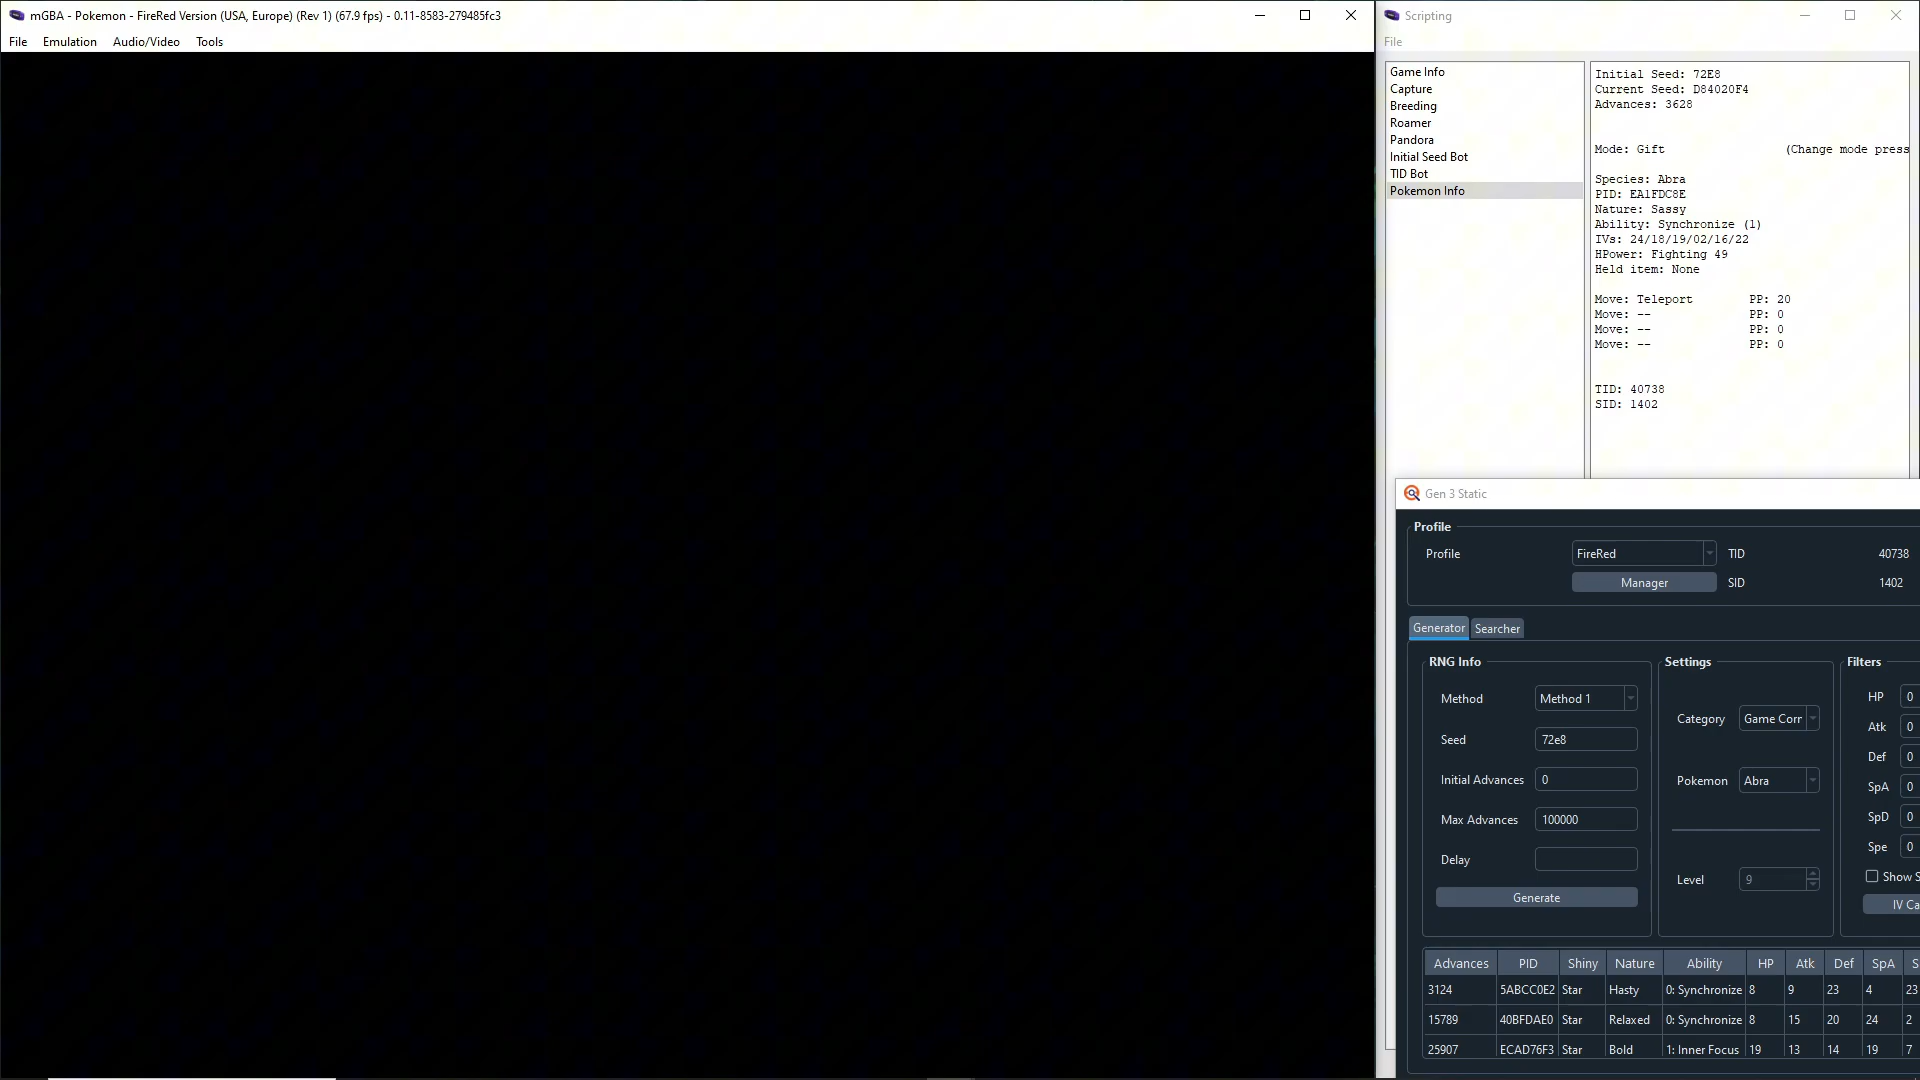 mGBA - Pokemon - FireRed Version (USA, Europe) (Rev 1) (67.9 fps) - 0.11-8583-279485fc3
File Emulation Audio/Video Tools
Scripting
File
Game Info
Capture
Breeding
Roamer
Pandora
Initial Seed Bot
TID Bot
Pokemon Info
Initial Seed: 72E8
Current Seed: D84020F4
Advances: 3628
Mode: Gift (Change mode press
Species: Abra
PID: EA1FDC8E
Nature: Sassy
Ability: Synchronize (1)
IVs: 24/18/19/02/16/22
HPower: Fighting 49
Held item: None
Move: Teleport PP: 20
Move: -- PP: 0
Move: -- PP: 0
Move: -- PP: 0
TID: 40738
SID: 1402
Gen 3 Static
Profile
Profile FireRed TID 40738
Manager SID 1402
Generator Searcher
RNG Info
Method Method 1
Seed 72e8
Initial Advances 0
Max Advances 100000
Delay
Generate
Settings
Category Game Corr
Pokemon Abra
Level 9
Filters
HP 0
Atk 0
Def 0
SpA 0
SpD 0
Spe 0
Show S
IV Ca
Advances PID Shiny Nature Ability HP Atk Def SpA S
3124 5ABCC0E2 Star Hasty 0: Synchronize 8 9 23 4 23
15789 40BFDAE0 Star Relaxed 0: Synchronize 8 15 20 24 2
25907 ECAD76F3 Star Bold 1: Inner Focus 19 13 14 19 7